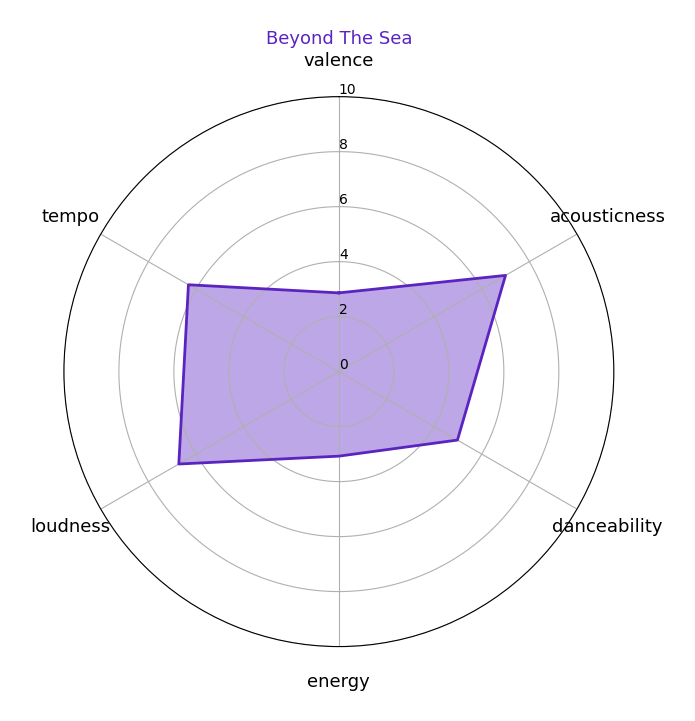 Beyond The Sea
valence
10
8
6
4
2
0
tempo
acousticness
loudness
danceability
energy